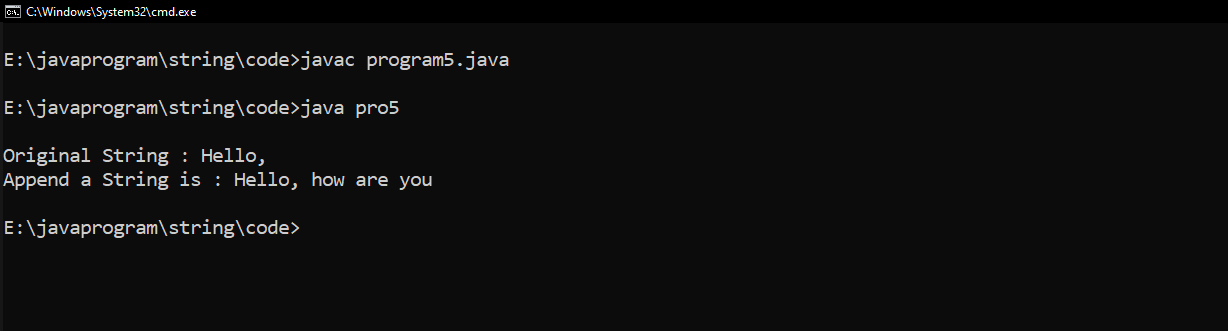 C:\Windows\System32\cmd.exe
E:\javaprogram\string\code>javac program5.java
E:\javaprogram\string\code>java pro5
Original String : Hello,
Append a String is : Hello, how are you
E:\javaprogram\string\code>